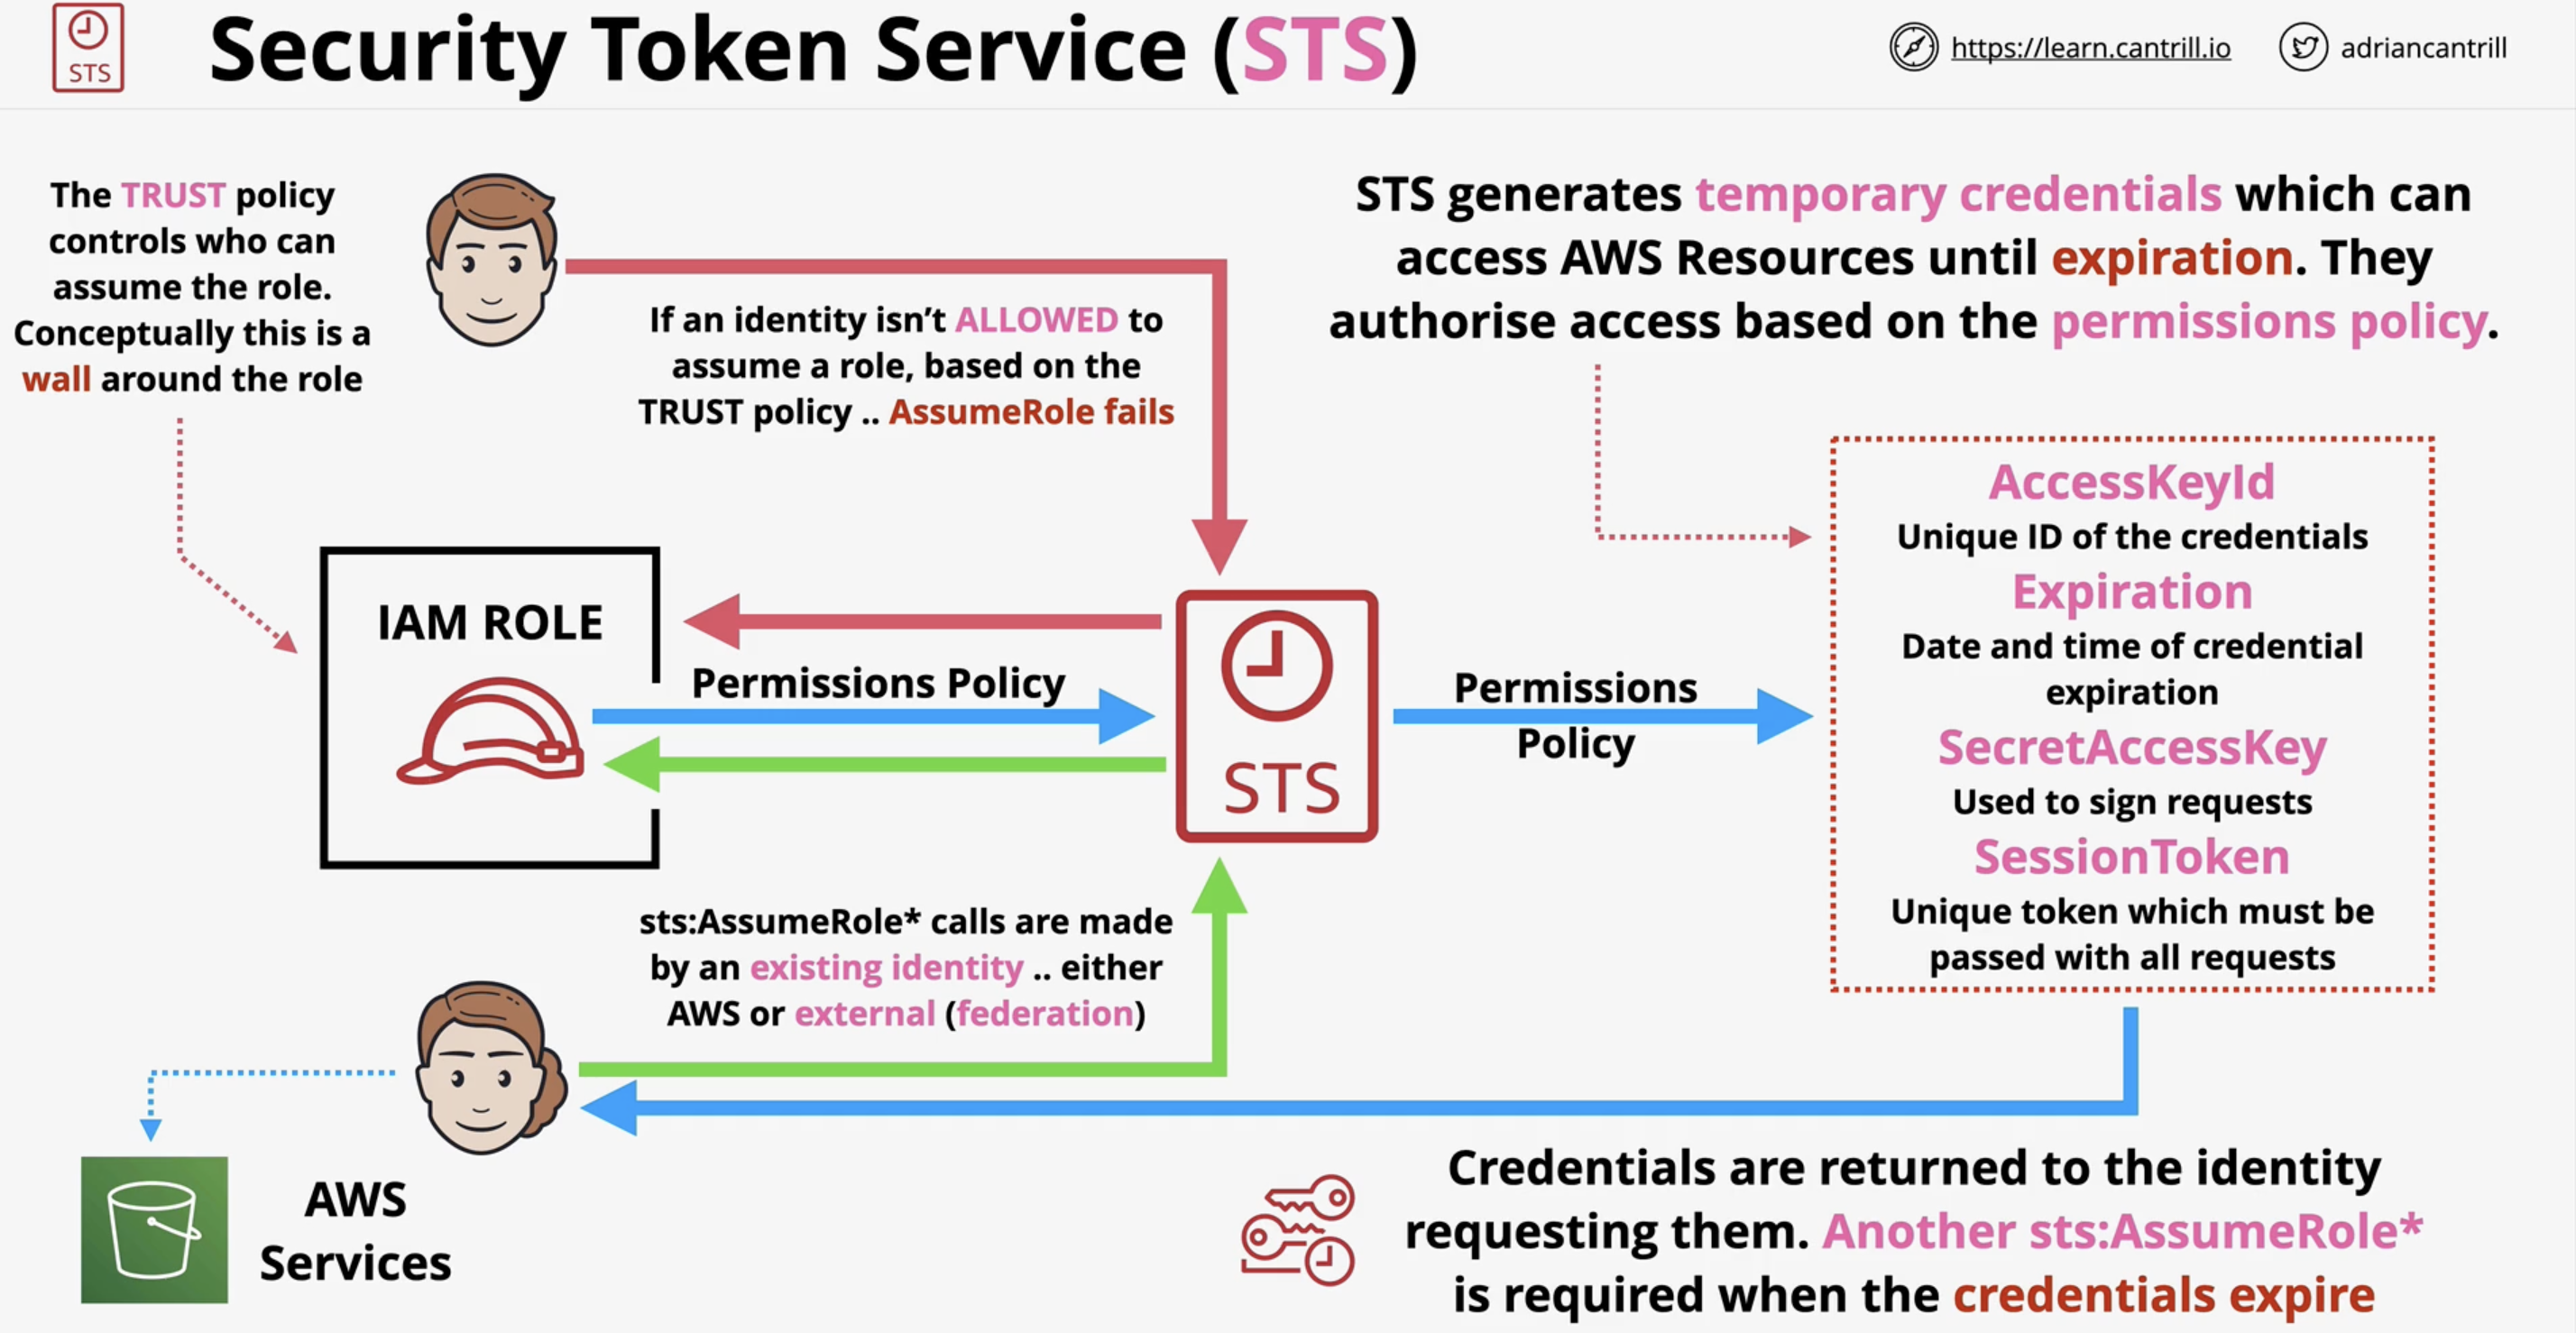 STS
Security Token Service (STS)
https://learn.cantrill.io
adriancantrill
The TRUST policy
controls who can
assume the role.
Conceptually this is a
wall around the role
If an identity isn’t ALLOWED to
assume a role, based on the
TRUST policy .. AssumeRole fails
STS generates temporary credentials which can
access AWS Resources until expiration. They
authorise access based on the permissions policy.
IAM ROLE
Permissions Policy
STS
Permissions
Policy
AccessKeyId
Unique ID of the credentials
Expiration
Date and time of credential
expiration
SecretAccessKey
Used to sign requests
SessionToken
Unique token which must be
passed with all requests
sts:AssumeRole* calls are made
by an existing identity .. either
AWS or external (federation)
AWS
Services
Credentials are returned to the identity
requesting them. Another sts:AssumeRole*
is required when the credentials expire